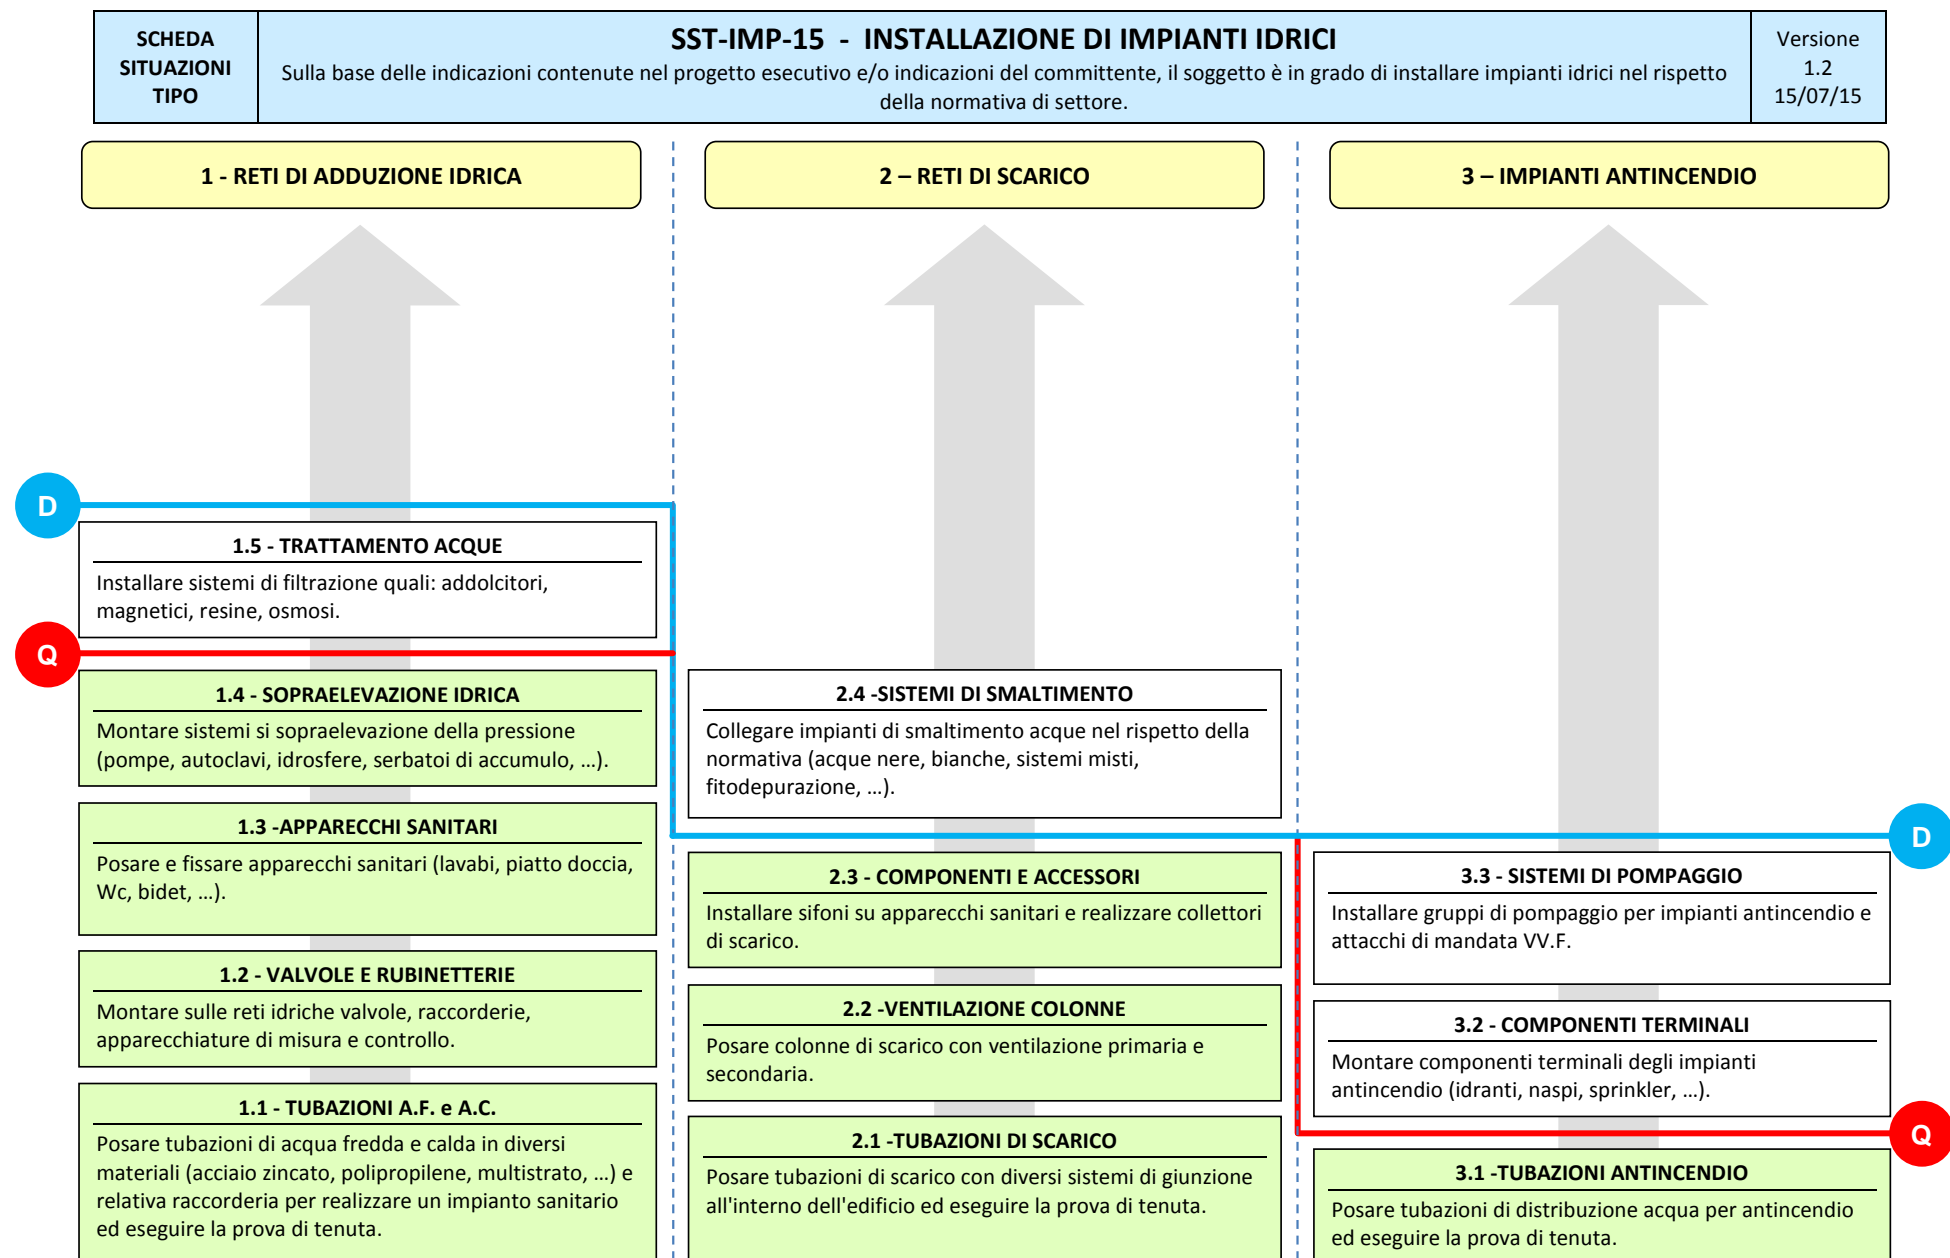 SCHEDA
SITUAZIONI
TIPO
SST-IMP-15 - INSTALLAZIONE DI IMPIANTI IDRICI
Sulla base delle indicazioni contenute nel progetto esecutivo e/o indicazioni del committente, il soggetto è in grado di installare impianti idrici nel rispetto
della normativa di settore.
Versione
1.2
15/07/15
1 - RETI DI ADDUZIONE IDRICA
2 – RETI DI SCARICO
3 – IMPIANTI ANTINCENDIO
D
1.5 - TRATTAMENTO ACQUE
Installare sistemi di filtrazione quali: addolcitori,
magnetici, resine, osmosi.
Q
1.4 - SOPRAELEVAZIONE IDRICA
Montare sistemi si sopraelevazione della pressione
(pompe, autoclavi, idrosfere, serbatoi di accumulo, …).
1.3 -APPARECCHI SANITARI
Posare e fissare apparecchi sanitari (lavabi, piatto doccia,
Wc, bidet, …).
1.2 - VALVOLE E RUBINETTERIE
Montare sulle reti idriche valvole, raccorderie,
apparecchiature di misura e controllo.
1.1 - TUBAZIONI A.F. e A.C.
Posare tubazioni di acqua fredda e calda in diversi
materiali (acciaio zincato, polipropilene, multistrato, …) e
relativa raccorderia per realizzare un impianto sanitario
ed eseguire la prova di tenuta.
2.4 -SISTEMI DI SMALTIMENTO
Collegare impianti di smaltimento acque nel rispetto della
normativa (acque nere, bianche, sistemi misti,
fitodepurazione, …).
2.3 - COMPONENTI E ACCESSORI
Installare sifoni su apparecchi sanitari e realizzare collettori
di scarico.
2.2 -VENTILAZIONE COLONNE
Posare colonne di scarico con ventilazione primaria e
secondaria.
2.1 -TUBAZIONI DI SCARICO
Posare tubazioni di scarico con diversi sistemi di giunzione
all'interno dell'edificio ed eseguire la prova di tenuta.
D
3.3 - SISTEMI DI POMPAGGIO
Installare gruppi di pompaggio per impianti antincendio e
attacchi di mandata VV.F.
3.2 - COMPONENTI TERMINALI
Montare componenti terminali degli impianti
antincendio (idranti, naspi, sprinkler, …).
Q
3.1 -TUBAZIONI ANTINCENDIO
Posare tubazioni di distribuzione acqua per antincendio
ed eseguire la prova di tenuta.